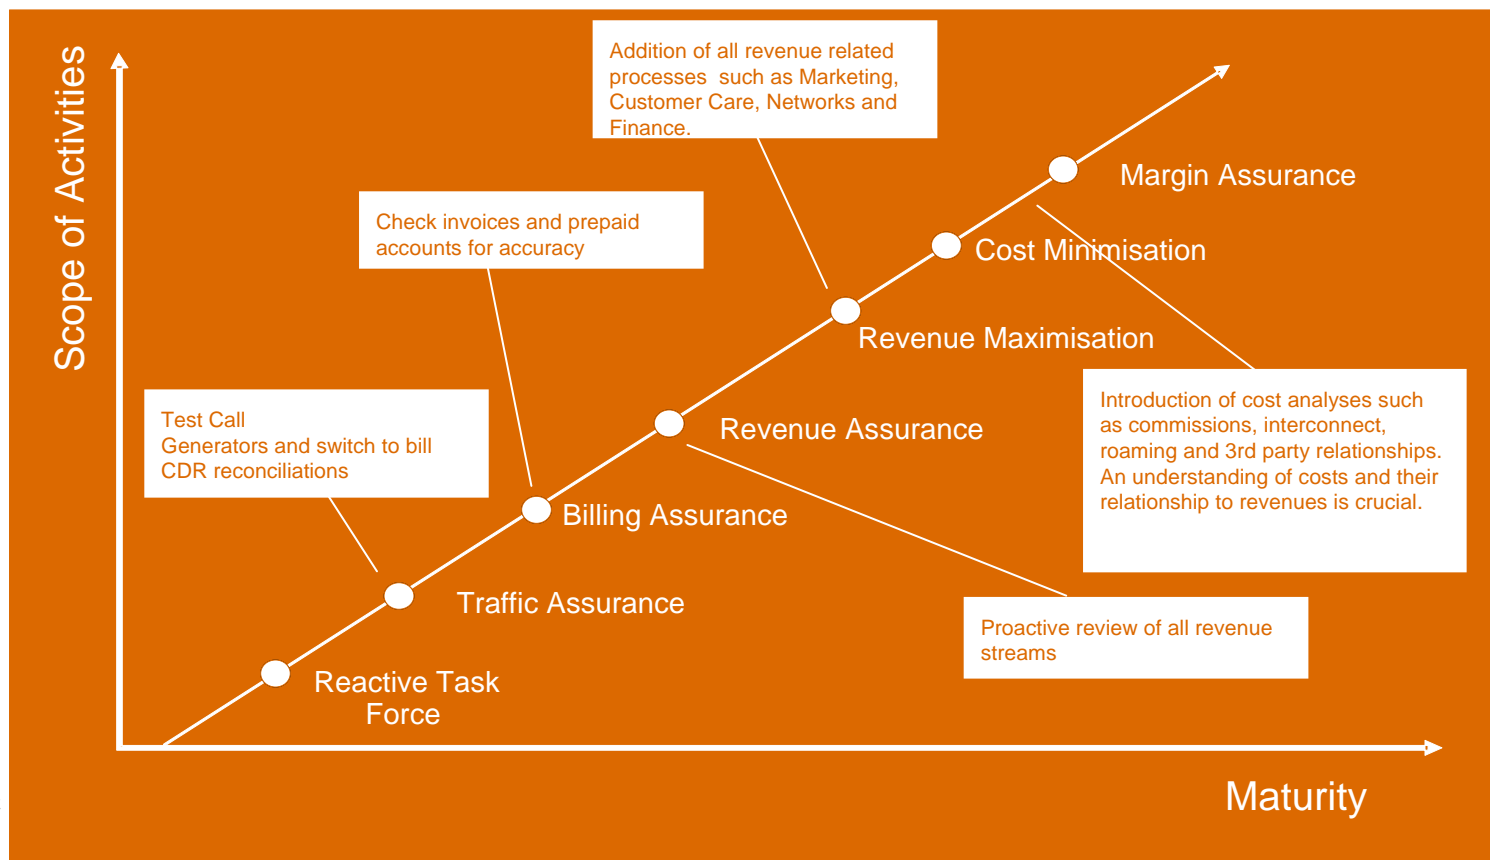 Scope of Activities
Addition of all revenue related
processes such as Marketing,
Customer Care, Networks and
Finance.
Margin Assurance
Check invoices and prepaid
accounts for accuracy
Cost Minimisation
Revenue Maximisation
Test Call
Generators and switch to bill
CDR reconciliations
Revenue Assurance
Introduction of cost analyses such
as commissions, interconnect,
roaming and 3rd party relationships.
An understanding of costs and their
relationship to revenues is crucial.
Billing Assurance
Traffic Assurance
Proactive review of all revenue
streams
Reactive Task
Force
Maturity